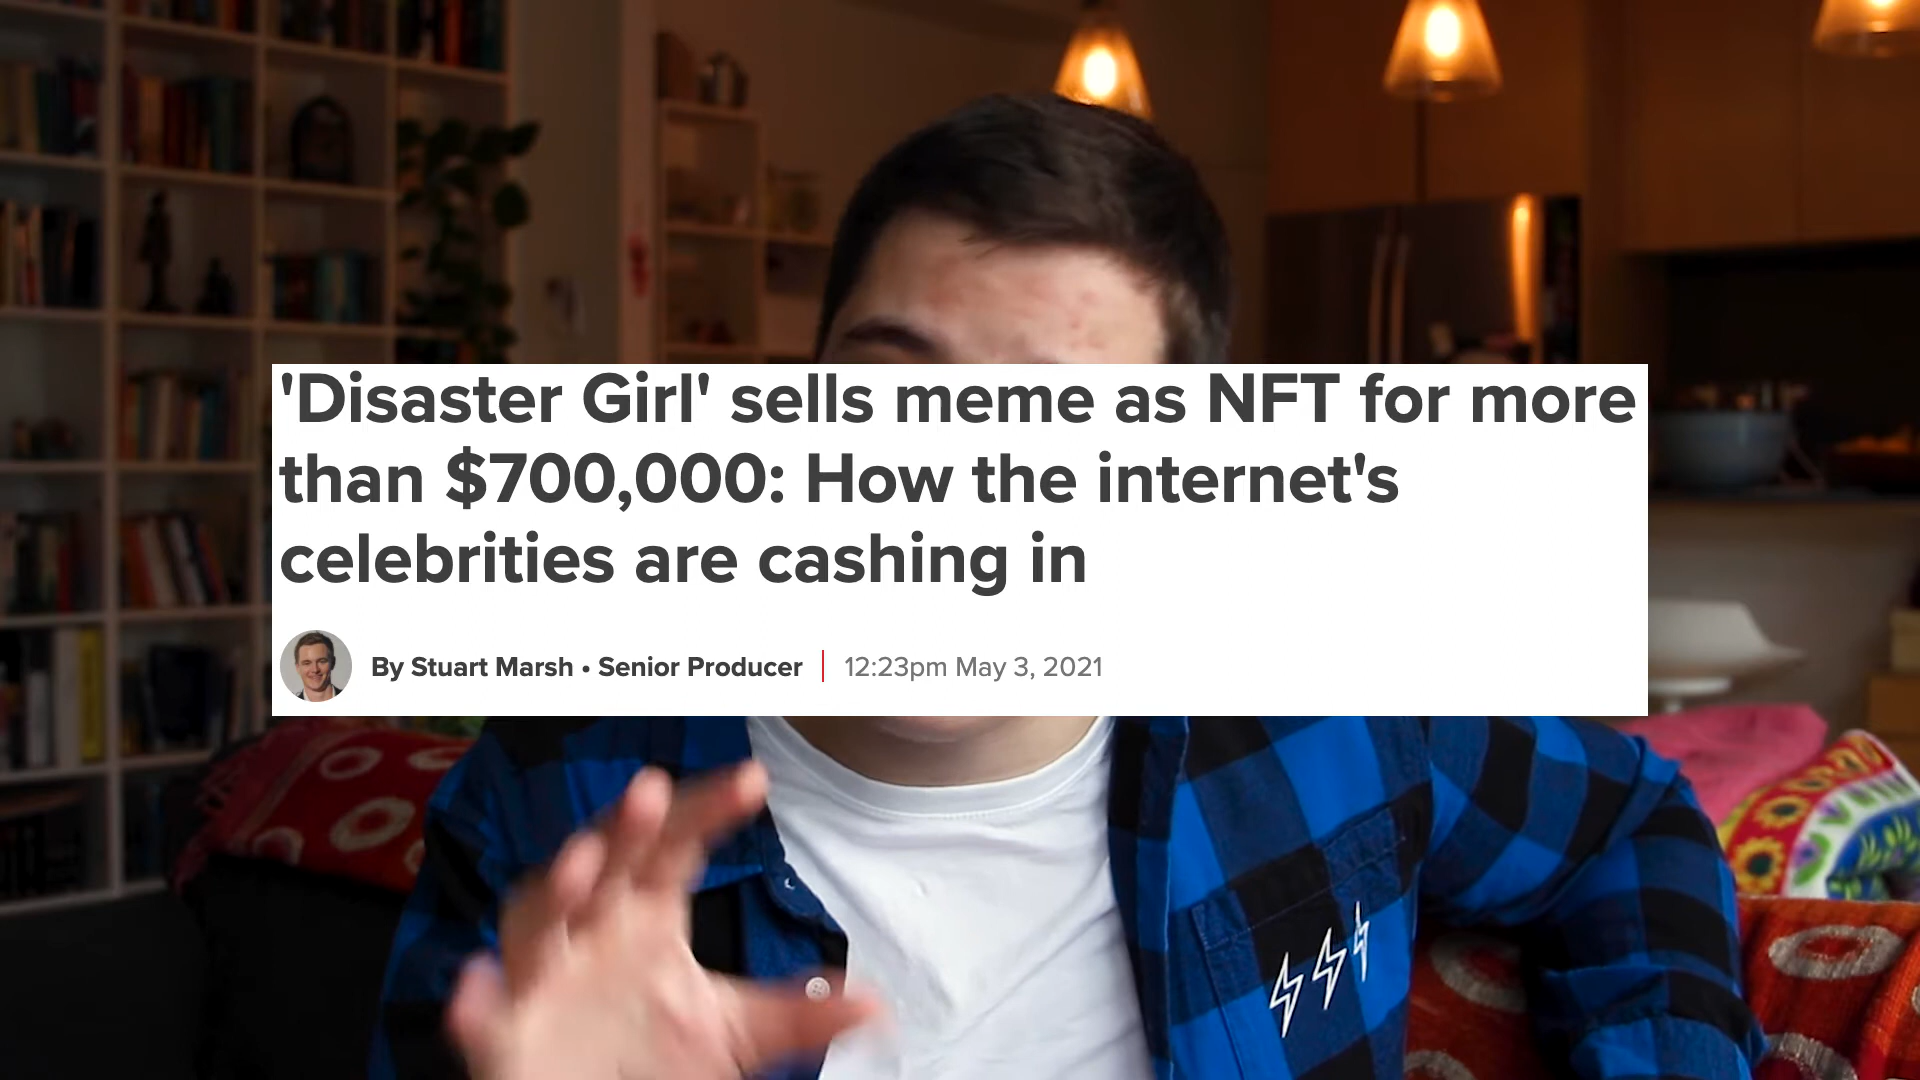 'Disaster Girl' sells meme as NFT for more
than $700,000: How the internet's
celebrities are cashing in
By Stuart Marsh • Senior Producer | 12:23pm May 3, 2021